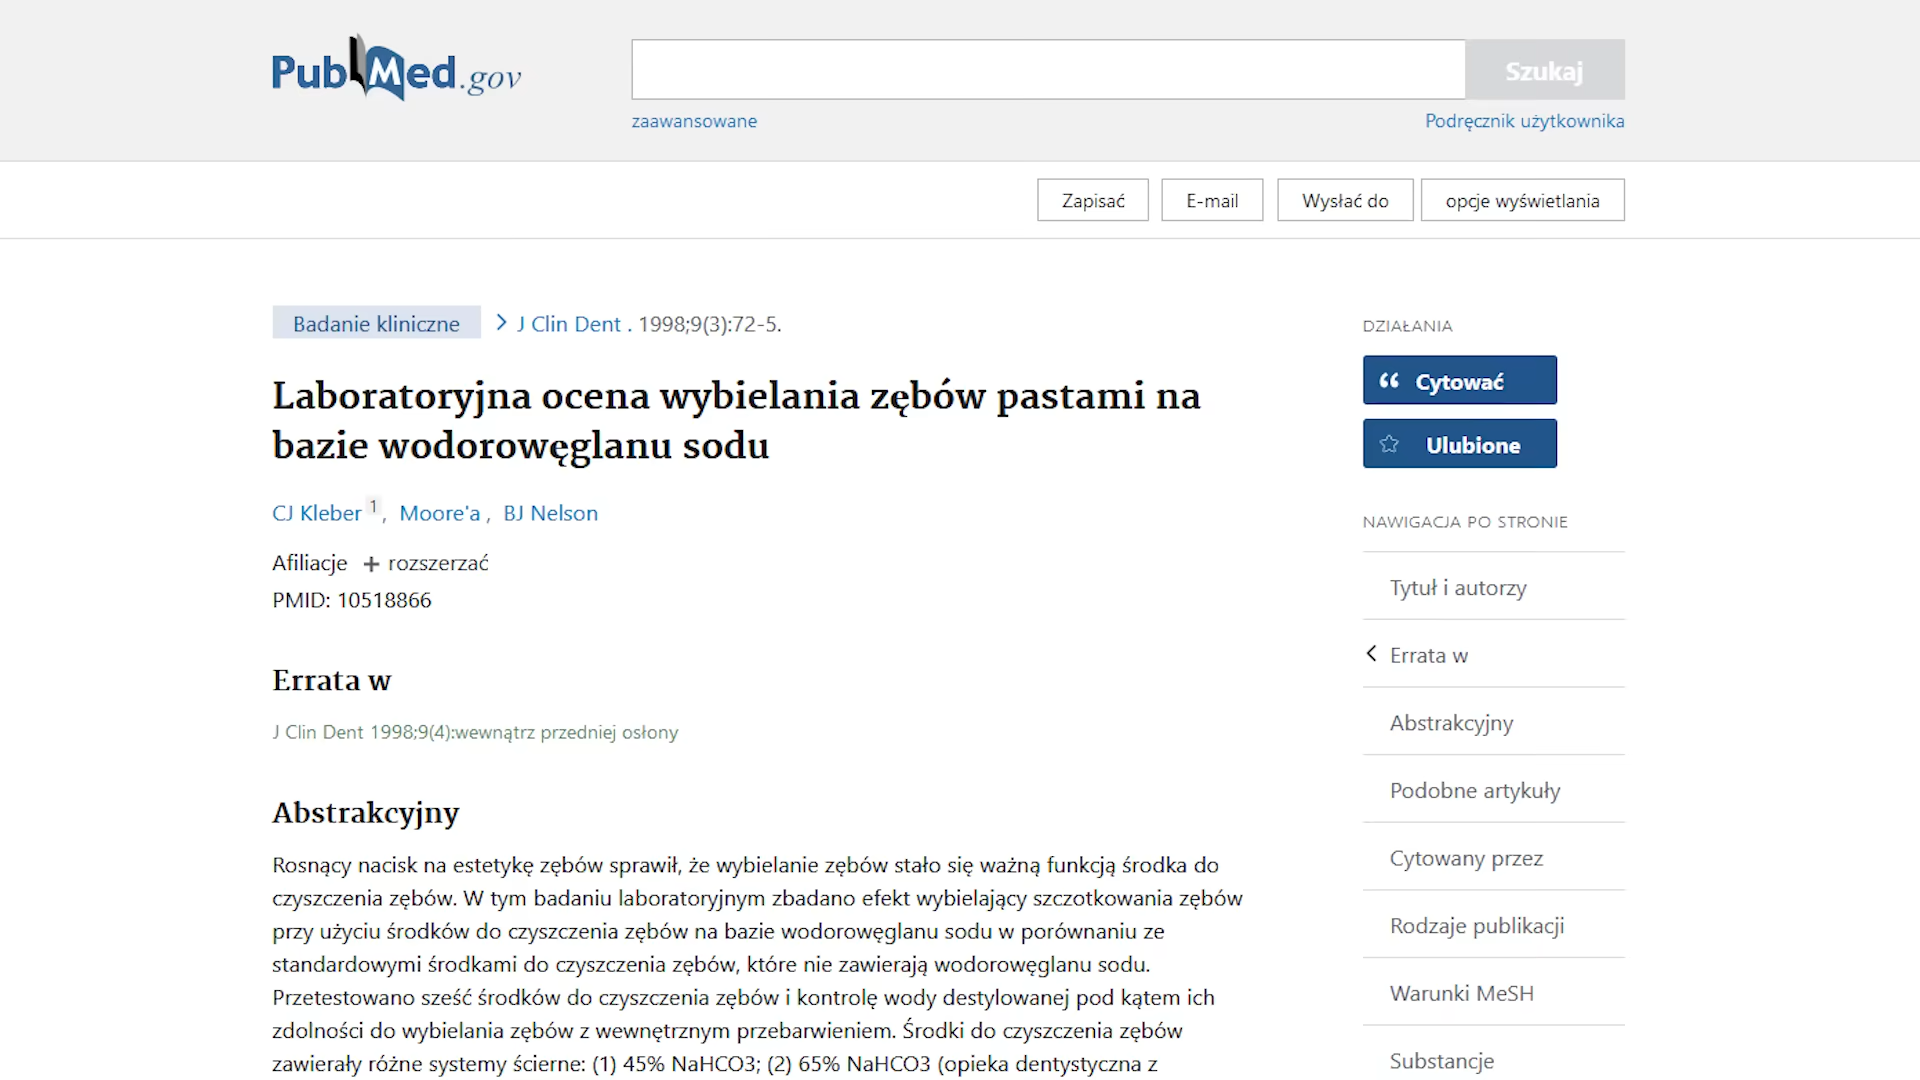 PubMed.gov
Szukaj
zaawansowane
Podręcznik użytkownika
Zapisać
E-mail
Wysłać do
opcje wyświetlania
Badanie kliniczne
J Clin Dent . 1998;9(3):72-5.
Laboratoryjna ocena wybielania zębów pastami na
bazie wodorowęglanu sodu
CJ Kleber 1 , Moore'a , BJ Nelson
Afiliacje + rozszerzać
PMID: 10518866
Errata w
J Clin Dent 1998;9(4):wewnątrz przedniej osłony
Abstrakcyjny
Rosnący nacisk na estetykę zębów sprawił, że wybielanie zębów stało się ważną funkcją środka do
czyszczenia zębów. W tym badaniu laboratoryjnym zbadano efekt wybielający szczotkowania zębów
przy użyciu środków do czyszczenia zębów na bazie wodorowęglanu sodu w porównaniu ze
standardowymi środkami do czyszczenia zębów, które nie zawierają wodorowęglanu sodu.
Przetestowano sześć środków do czyszczenia zębów i kontrolę wody destylowanej pod kątem ich
zdolności do wybielania zębów z wewnętrznym przebarwieniem. Środki do czyszczenia zębów
zawierały różne systemy ścierne: (1) 45% NaHCO3; (2) 65% NaHCO3 (opieka dentystyczna z
DZIAŁANIA
Cytować
Ulubione
NAWIGACJA PO STRONIE
Tytuł i autorzy
Errata w
Abstrakcyjny
Podobne artykuły
Cytowany przez
Rodzaje publikacji
Warunki MeSH
Substancje